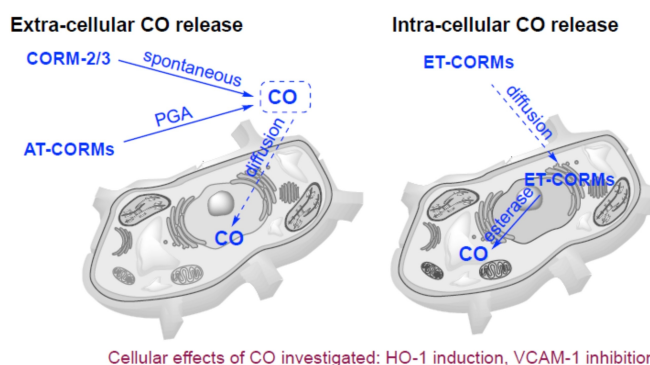 Extra-cellular CO release
CORM-2/3
spontaneous
CO
PGA
AT-CORMs
diffusion
CO
Intra-cellular CO release
ET-CORMs
diffusion
ET-CORMs
esterase
CO
Cellular effects of CO investigated: HO-1 induction, VCAM-1 inhibition